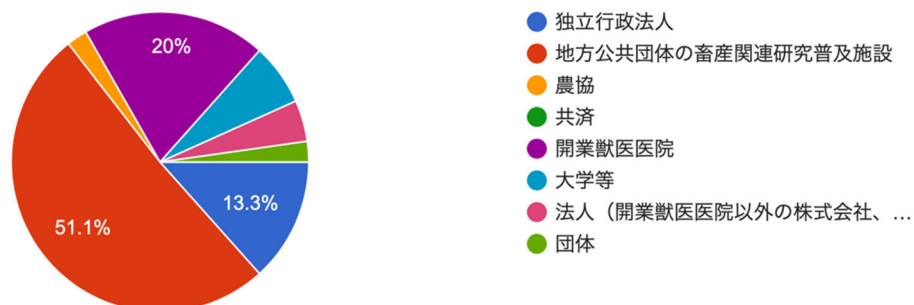 20%
13.3%
51.1%
独立行政法人
地方公共団体の畜産関連研究普及施設
農協
共済
開業獣医医院
大学等
法人（開業獣医医院以外の株式会社、…
団体